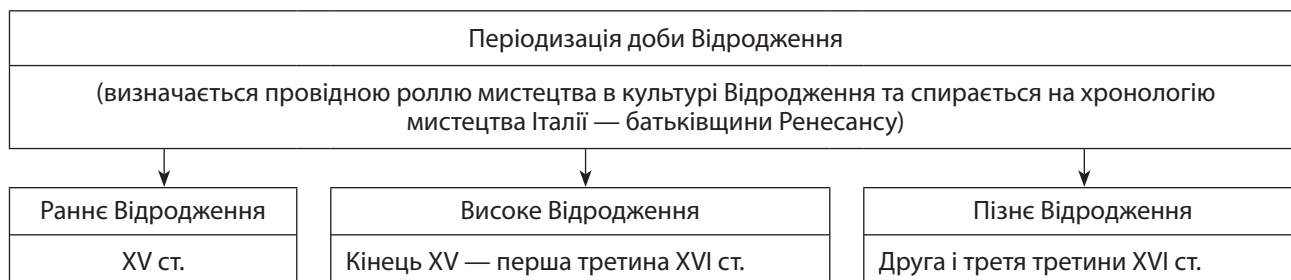 Періодизація доби Відродження
(визначається провідною роллю мистецтва в культурі Відродження та спирається на хронологію
мистецтва Італії — батьківщини Ренесансу)
Раннє Відродження
XV ст.
Високе Відродження
Кінець XV — перша третина XVI ст.
Пізнє Відродження
Друга і третя третини XVI ст.